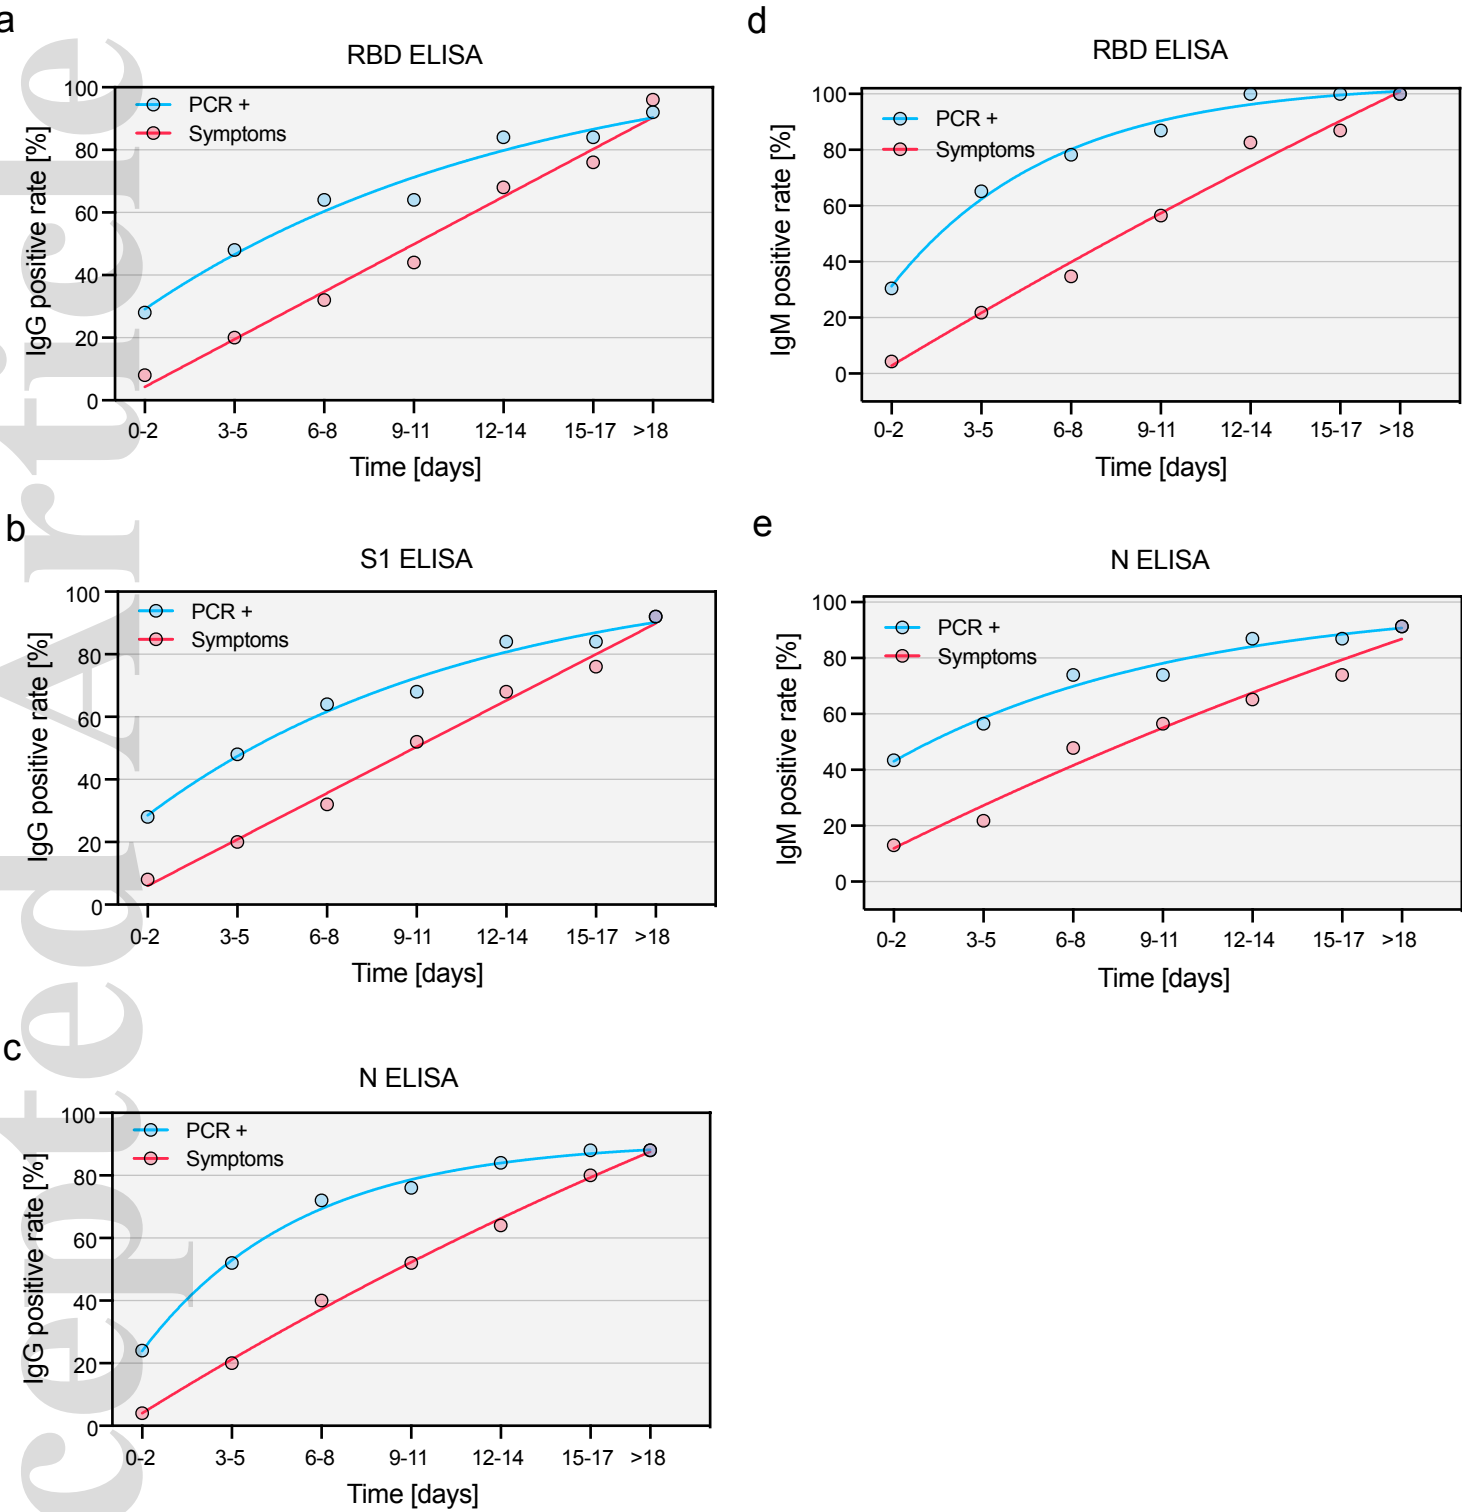 a
RBD ELISA
IgG positive rate [%]
100
80
60
40
20
0
PCR +
Symptoms
0-2 3-5 6-8 9-11 12-14 15-17 >18
Time [days]
b
S1 ELISA
IgG positive rate [%]
100
80
60
40
20
0
PCR +
Symptoms
0-2 3-5 6-8 9-11 12-14 15-17 >18
Time [days]
c
N ELISA
IgG positive rate [%]
100
80
60
40
20
0
PCR +
Symptoms
0-2 3-5 6-8 9-11 12-14 15-17 >18
Time [days]
d
RBD ELISA
IgM positive rate [%]
100
80
60
40
20
0
PCR +
Symptoms
0-2 3-5 6-8 9-11 12-14 15-17 >18
Time [days]
e
N ELISA
IgM positive rate [%]
100
80
60
40
20
0
PCR +
Symptoms
0-2 3-5 6-8 9-11 12-14 15-17 >18
Time [days]
cepted Article